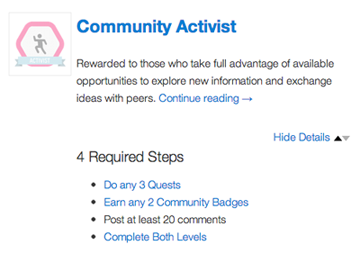 Community Activist
ACTIVIST
Rewarded to those who take full advantage of available
opportunities to explore new information and exchange
ideas with peers. Continue reading →
Hide Details ▲▼
4 Required Steps
• Do any 3 Quests
• Earn any 2 Community Badges
• Post at least 20 comments
• Complete Both Levels